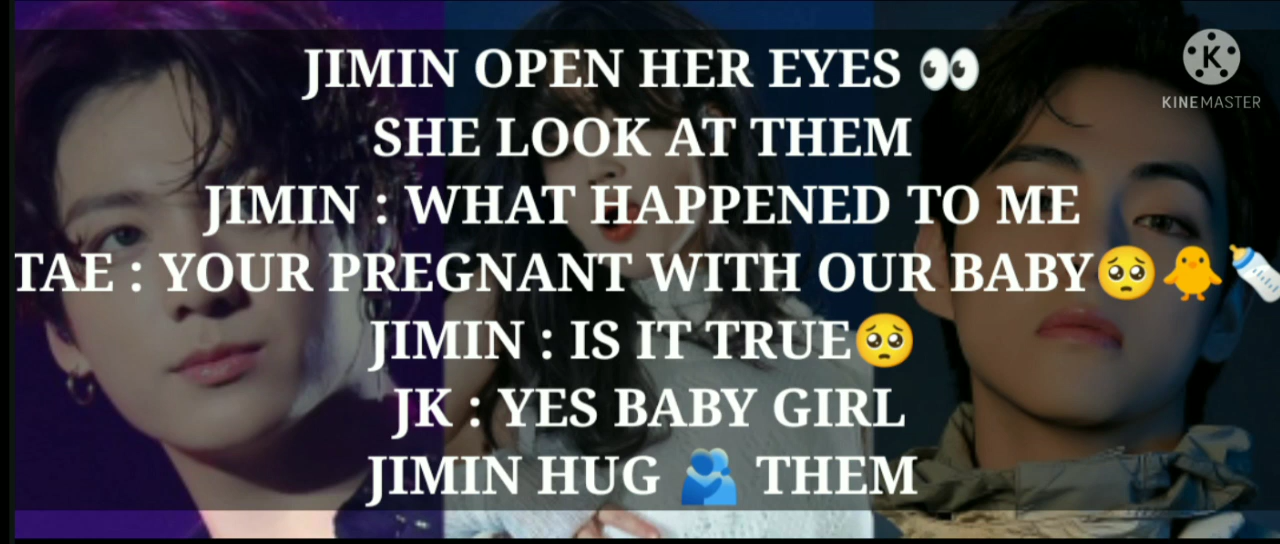 JIMIN OPEN HER EYES 👀
SHE LOOK AT THEM
JIMIN : WHAT HAPPENED TO ME
TAE : YOUR PREGNANT WITH OUR BABY🥺🐥🍼
JIMIN : IS IT TRUE🥺
JK : YES BABY GIRL
JIMIN HUG 🫂 THEM
K
KINEMASTER